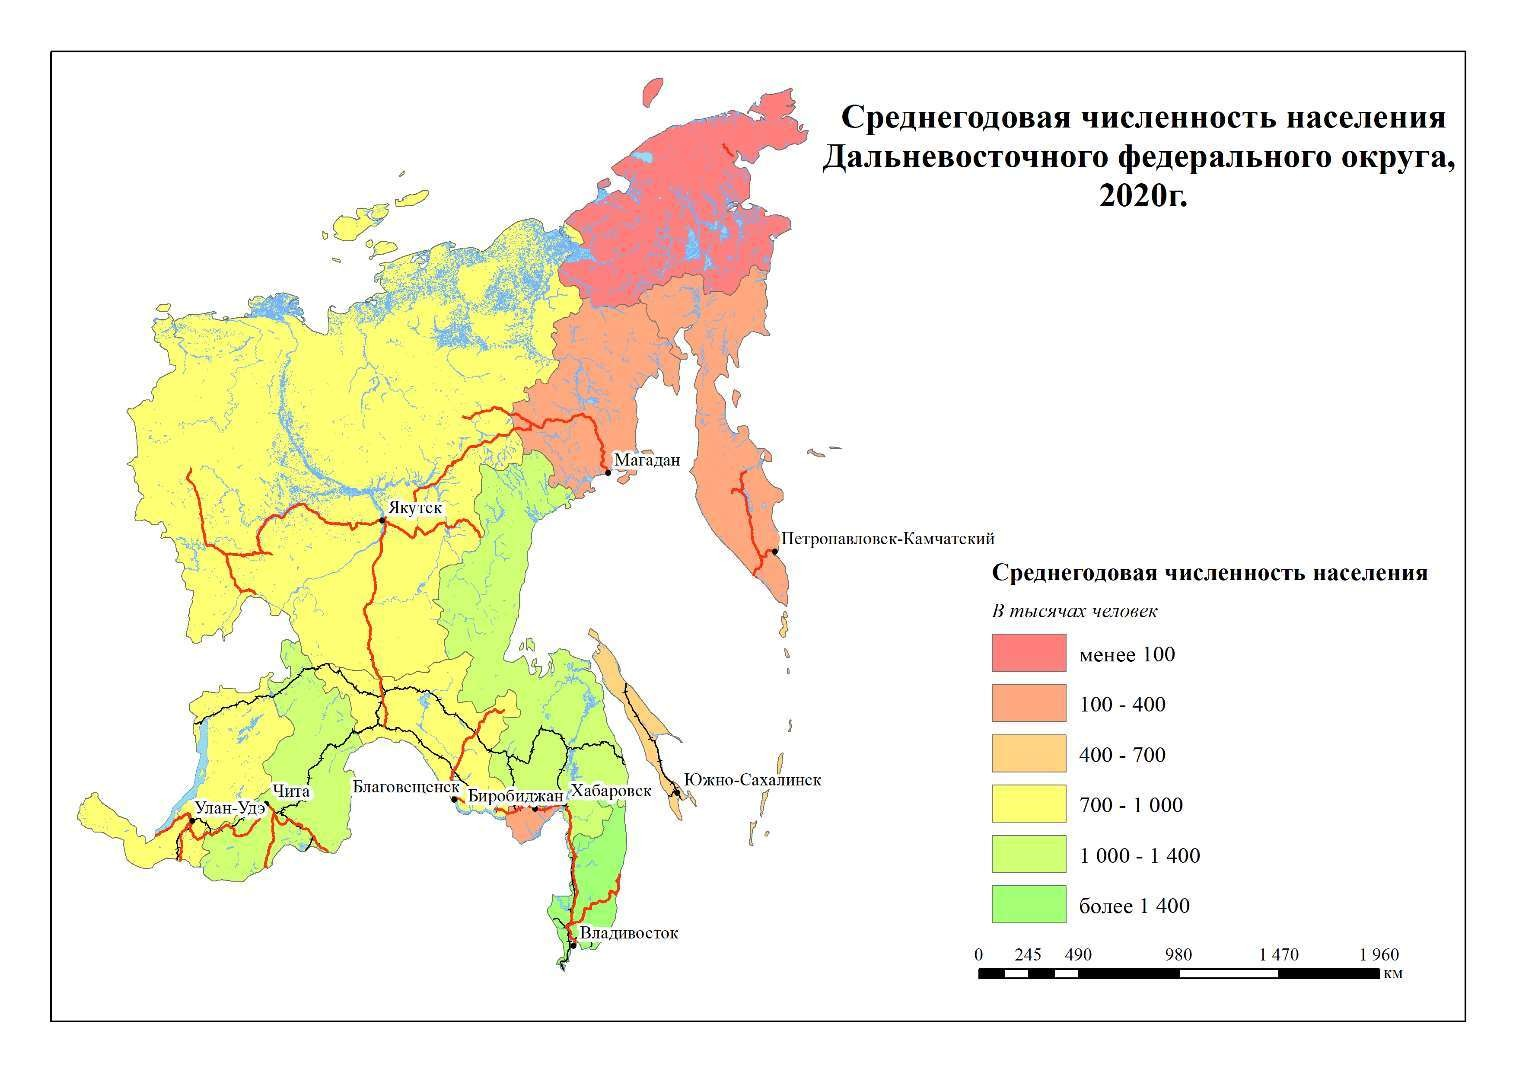 Среднегодовая численность населения
Дальневосточного федерального округа,
2020г.
Магадан
Якутск
Петропавловск-Камчатский
Среднегодовая численность населения
В тысячах человек
менее 100
100 - 400
400 - 700
700 - 1 000
1 000 - 1 400
более 1 400
Южно-Сахалинск
Благовещенск
Биробиджан
Хабаровск
Чита
Улан-Удэ
Владивосток
0 245 490 980 1 470 1 960
км